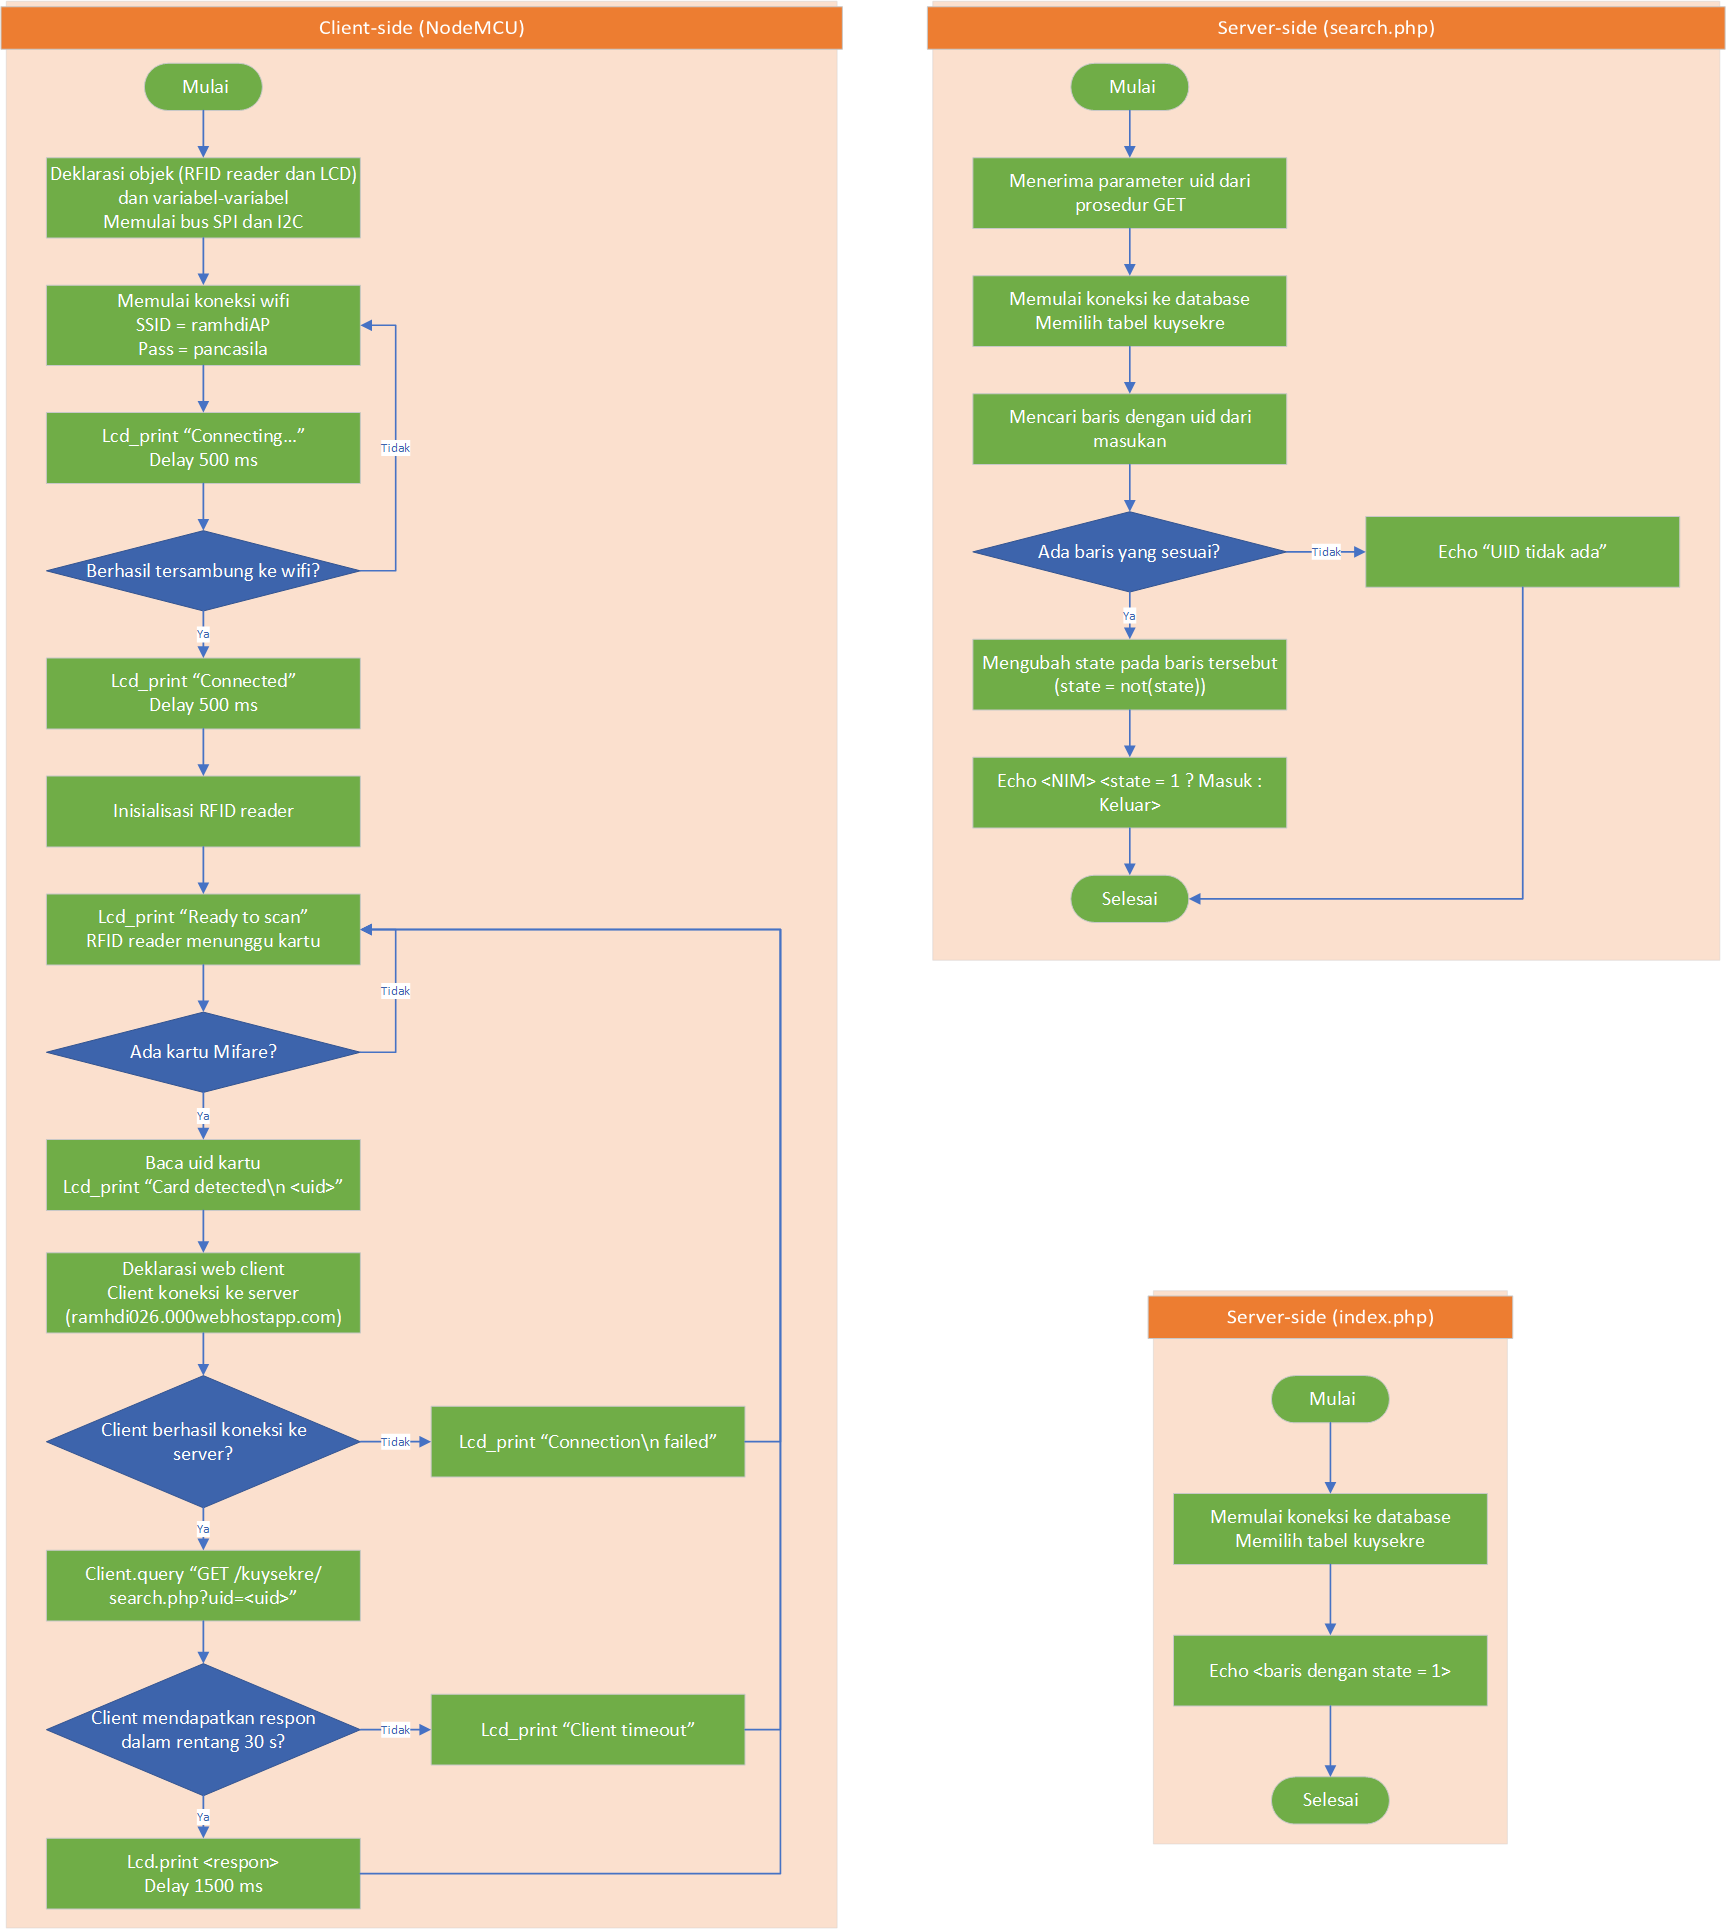 Client-side (NodeMCU)
Mulai
Deklarasi objek (RFID reader dan LCD)
dan variabel-variabel
Memulai bus SPI dan I2C
Memulai koneksi wifi
SSID = ramhdiAP
Pass = pancasila
Lcd_print “Connecting...”
Delay 500 ms
Tidak
Berhasil tersambung ke wifi?
Ya
Lcd_print “Connected”
Delay 500 ms
Inisialisasi RFID reader
Lcd_print “Ready to scan”
RFID reader menunggu kartu
Tidak
Ada kartu Mifare?
Ya
Baca uid kartu
Lcd_print “Card detected\n <uid>”
Deklarasi web client
Client koneksi ke server
(ramhdi026.000webhostapp.com)
Client berhasil koneksi ke
server?
Tidak
Lcd_print “Connection\n failed”
Ya
Client.query “GET /kuysekre/
search.php?uid=<uid>”
Client mendapatkan respon
dalam rentang 30 s?
Tidak
Lcd_print “Client timeout”
Ya
Lcd.print <respon>
Delay 1500 ms
Server-side (search.php)
Mulai
Menerima parameter uid dari
prosedur GET
Memulai koneksi ke database
Memilih tabel kuysekre
Mencari baris dengan uid dari
masukan
Ada baris yang sesuai?
Tidak
Echo “UID tidak ada”
Ya
Mengubah state pada baris tersebut
(state = not(state))
Echo <NIM> <state = 1 ? Masuk :
Keluar>
Selesai
Server-side (index.php)
Mulai
Memulai koneksi ke database
Memilih tabel kuysekre
Echo <baris dengan state = 1>
Selesai